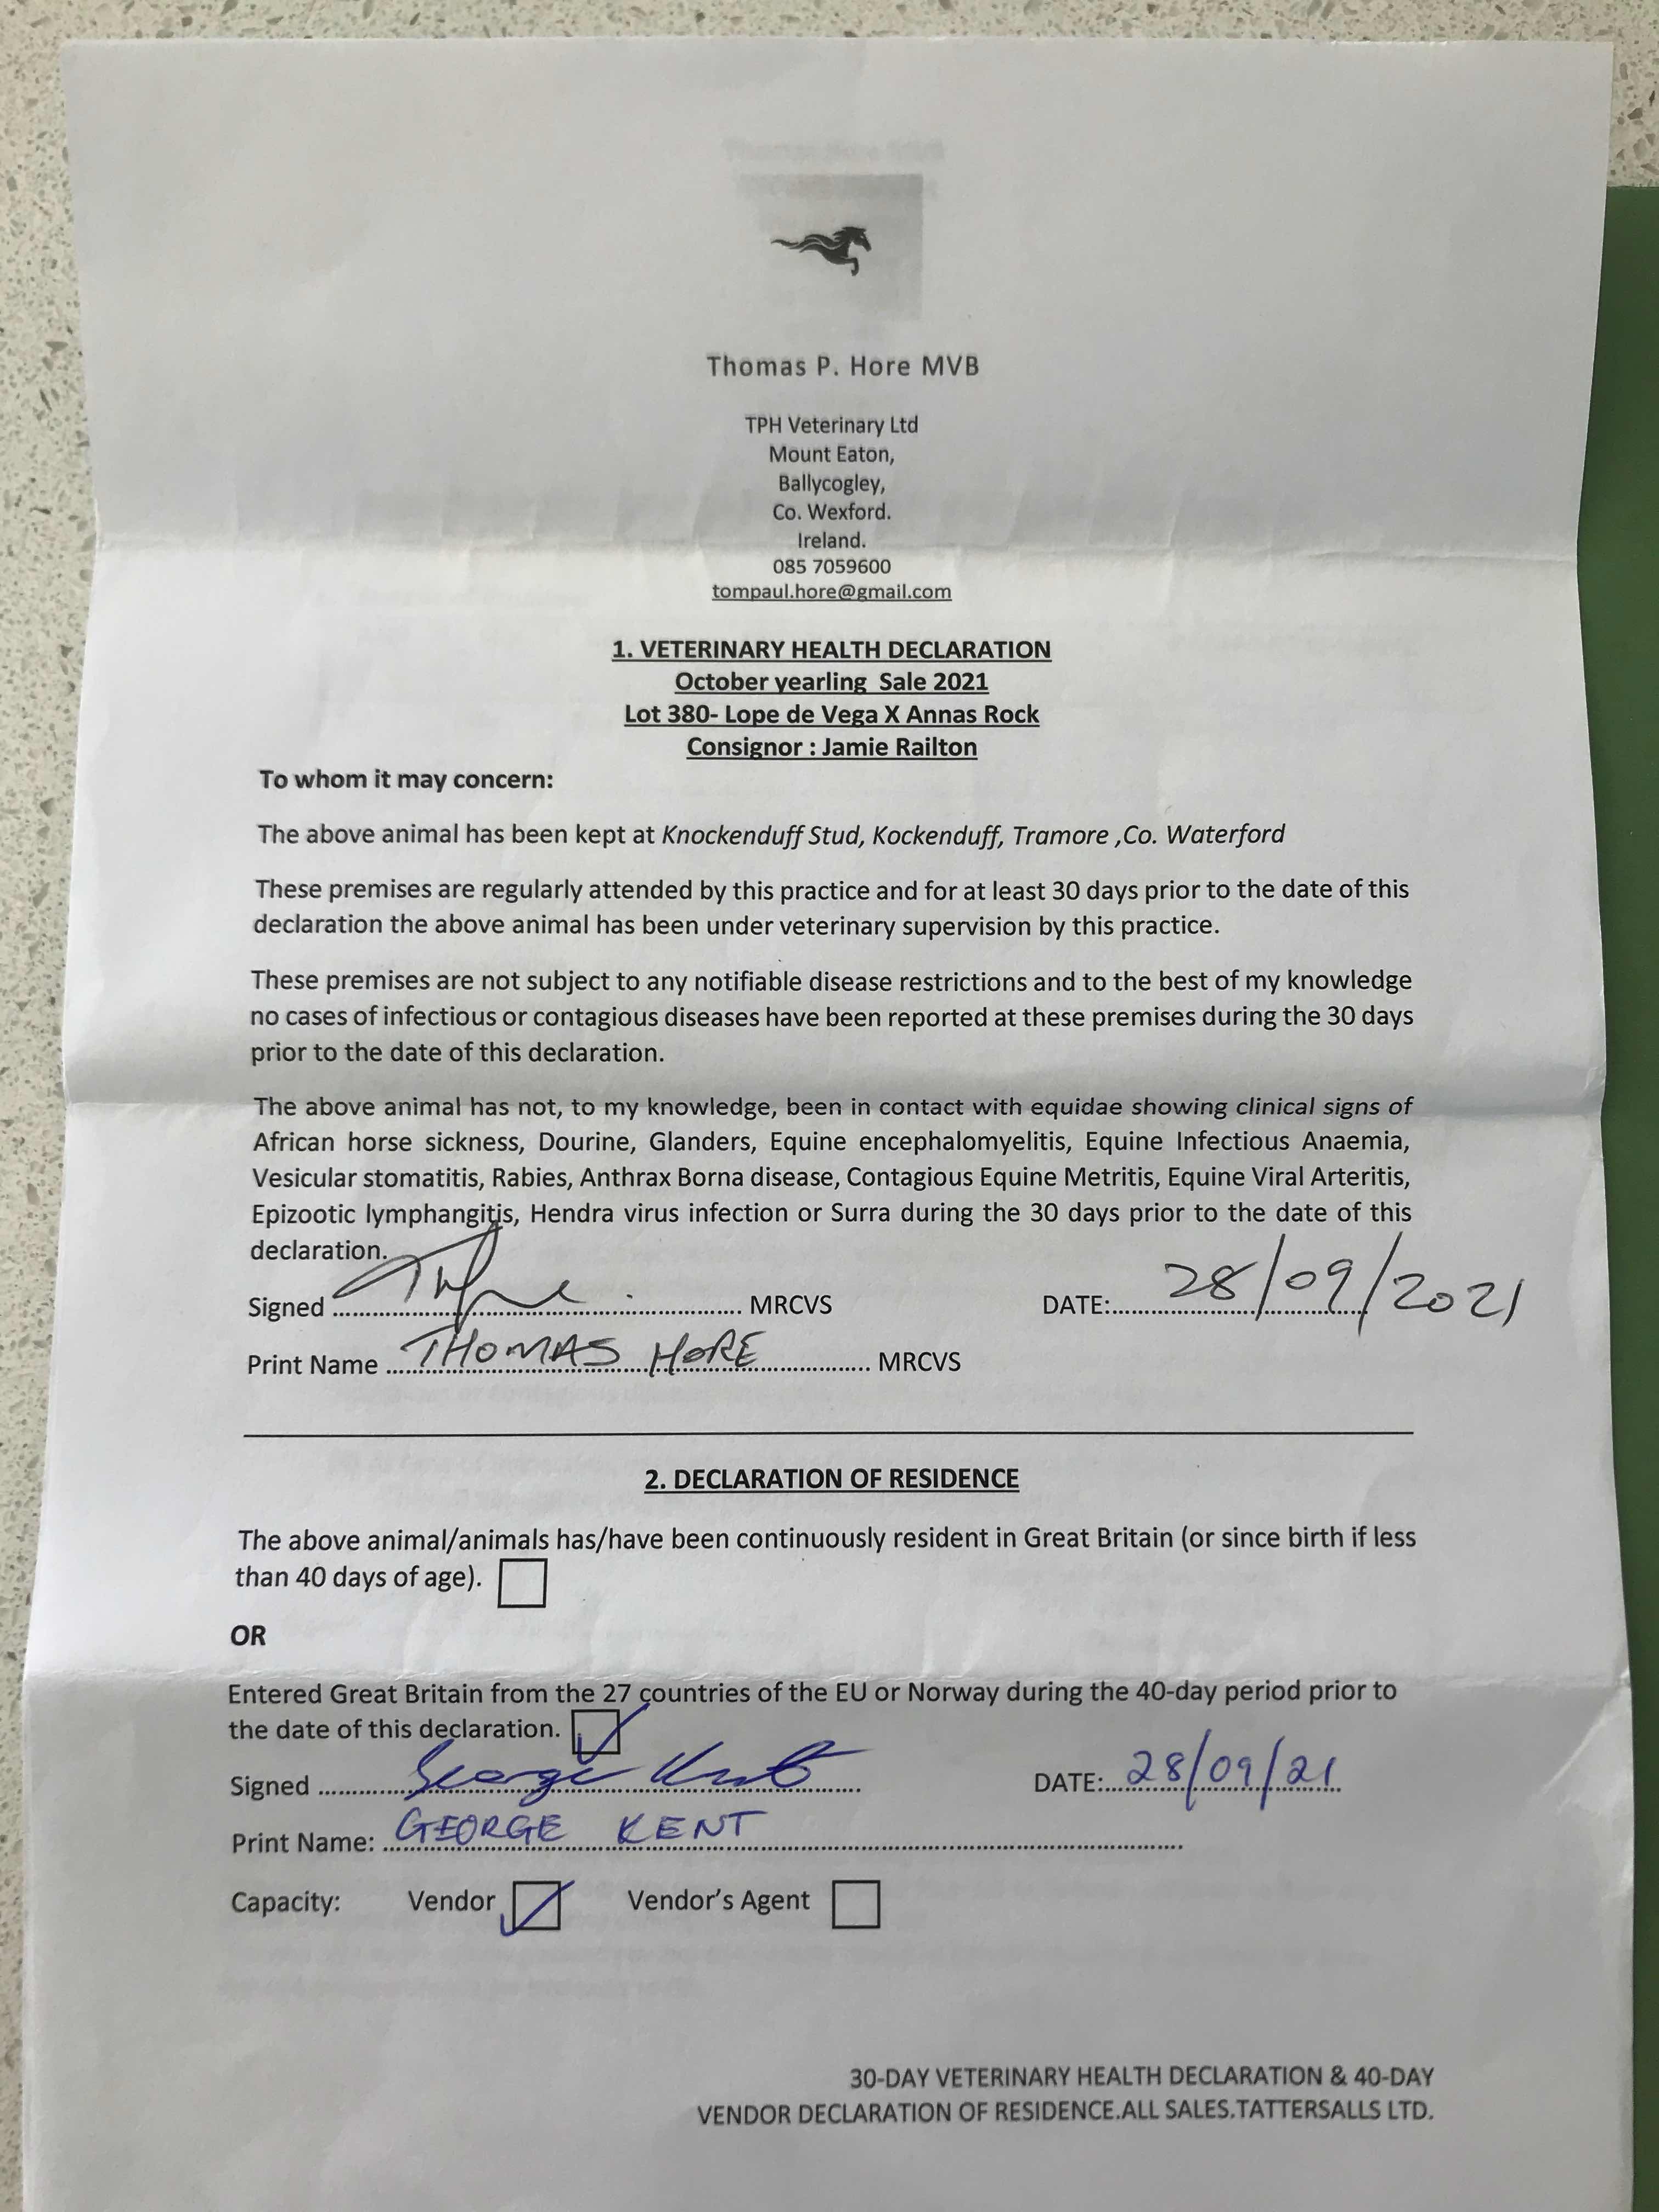 Thomas P. Hore MVB
TPH Veterinary Ltd
Mount Eaton,
Ballycogley,
Co. Wexford.
Ireland.
085 7059600
tompaul.hore@gmail.com
1. VETERINARY HEALTH DECLARATION
October yearling Sale 2021
Lot 380- Lope de Vega X Annas Rock
Consignor : Jamie Railton
To whom it may concern:
The above animal has been kept at Knockenduff Stud, Kockenduff, Tramore ,Co. Waterford
These premises are regularly attended by this practice and for at least 30 days prior to the date of this
declaration the above animal has been under veterinary supervision by this practice.
These premises are not subject to any notifiable disease restrictions and to the best of my knowledge
no cases of infectious or contagious diseases have been reported at these premises during the 30 days
prior to the date of this declaration.
The above animal has not, to my knowledge, been in contact with equidae showing clinical signs of
African horse sickness, Dourine, Glanders, Equine encephalomyelitis, Equine Infectious Anaemia,
Vesicular stomatitis, Rabies, Anthrax Borna disease, Contagious Equine Metritis, Equine Viral Arteritis,
Epizootic lymphangitis, Hendra virus infection or Surra during the 30 days prior to the date of this
declaration.
Signed ........ MRCVS DATE: 28/09/2021
Print Name THOMAS HORE MRCVS
2. DECLARATION OF RESIDENCE
The above animal/animals has/have been continuously resident in Great Britain (or since birth if less
than 40 days of age).
OR
Entered Great Britain from the 27 countries of the EU or Norway during the 40-day period prior to
the date of this declaration.
Signed George Kent DATE: 28/09/21
Print Name: GEORGE KENT
Capacity: Vendor Vendor's Agent
30-DAY VETERINARY HEALTH DECLARATION & 40-DAY
VENDOR DECLARATION OF RESIDENCE.ALL SALES.TATTERSALLS LTD.